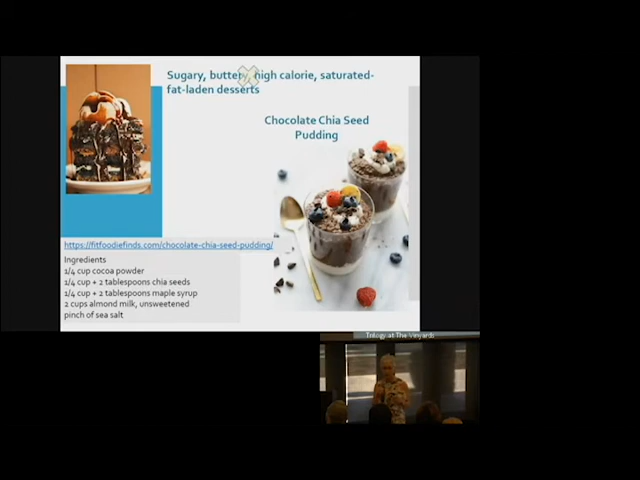 Sugary, buttery, high calorie, saturated-
fat-laden desserts
Chocolate Chia Seed
Pudding
https://fitfoodiefinds.com/chocolate-chia-seed-pudding/
Ingredients
1/4 cup cocoa powder
1/4 cup + 2 tablespoons chia seeds
1/4 cup + 2 tablespoons maple syrup
2 cups almond milk, unsweetened
pinch of sea salt
Trilogy at The Vineyards